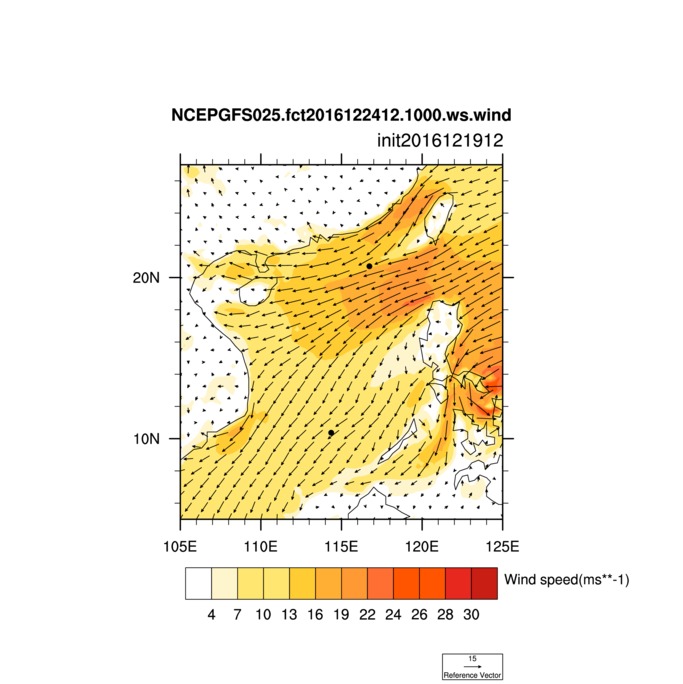 NCEPGFS025.fct2016122412.1000.ws.wind
init2016121912
20N
10N
105E 110E 115E 120E 125E
Wind speed(ms**-1)
4 7 10 13 16 19 22 24 26 28 30
15
Reference Vector